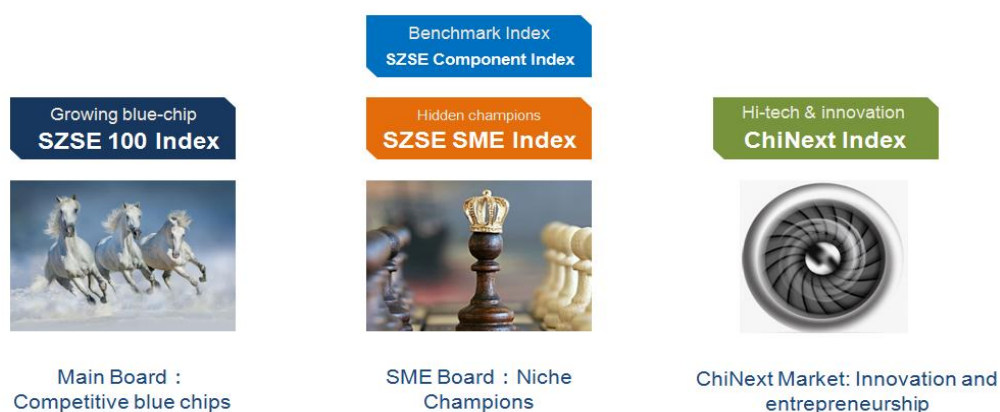 Benchmark Index
SZSE Component Index
Growing blue-chip
SZSE 100 Index
Hidden champions
SZSE SME Index
Hi-tech & innovation
ChiNext Index
Main Board：
Competitive blue chips
SME Board：Niche
Champions
ChiNext Market: Innovation and
entrepreneurship